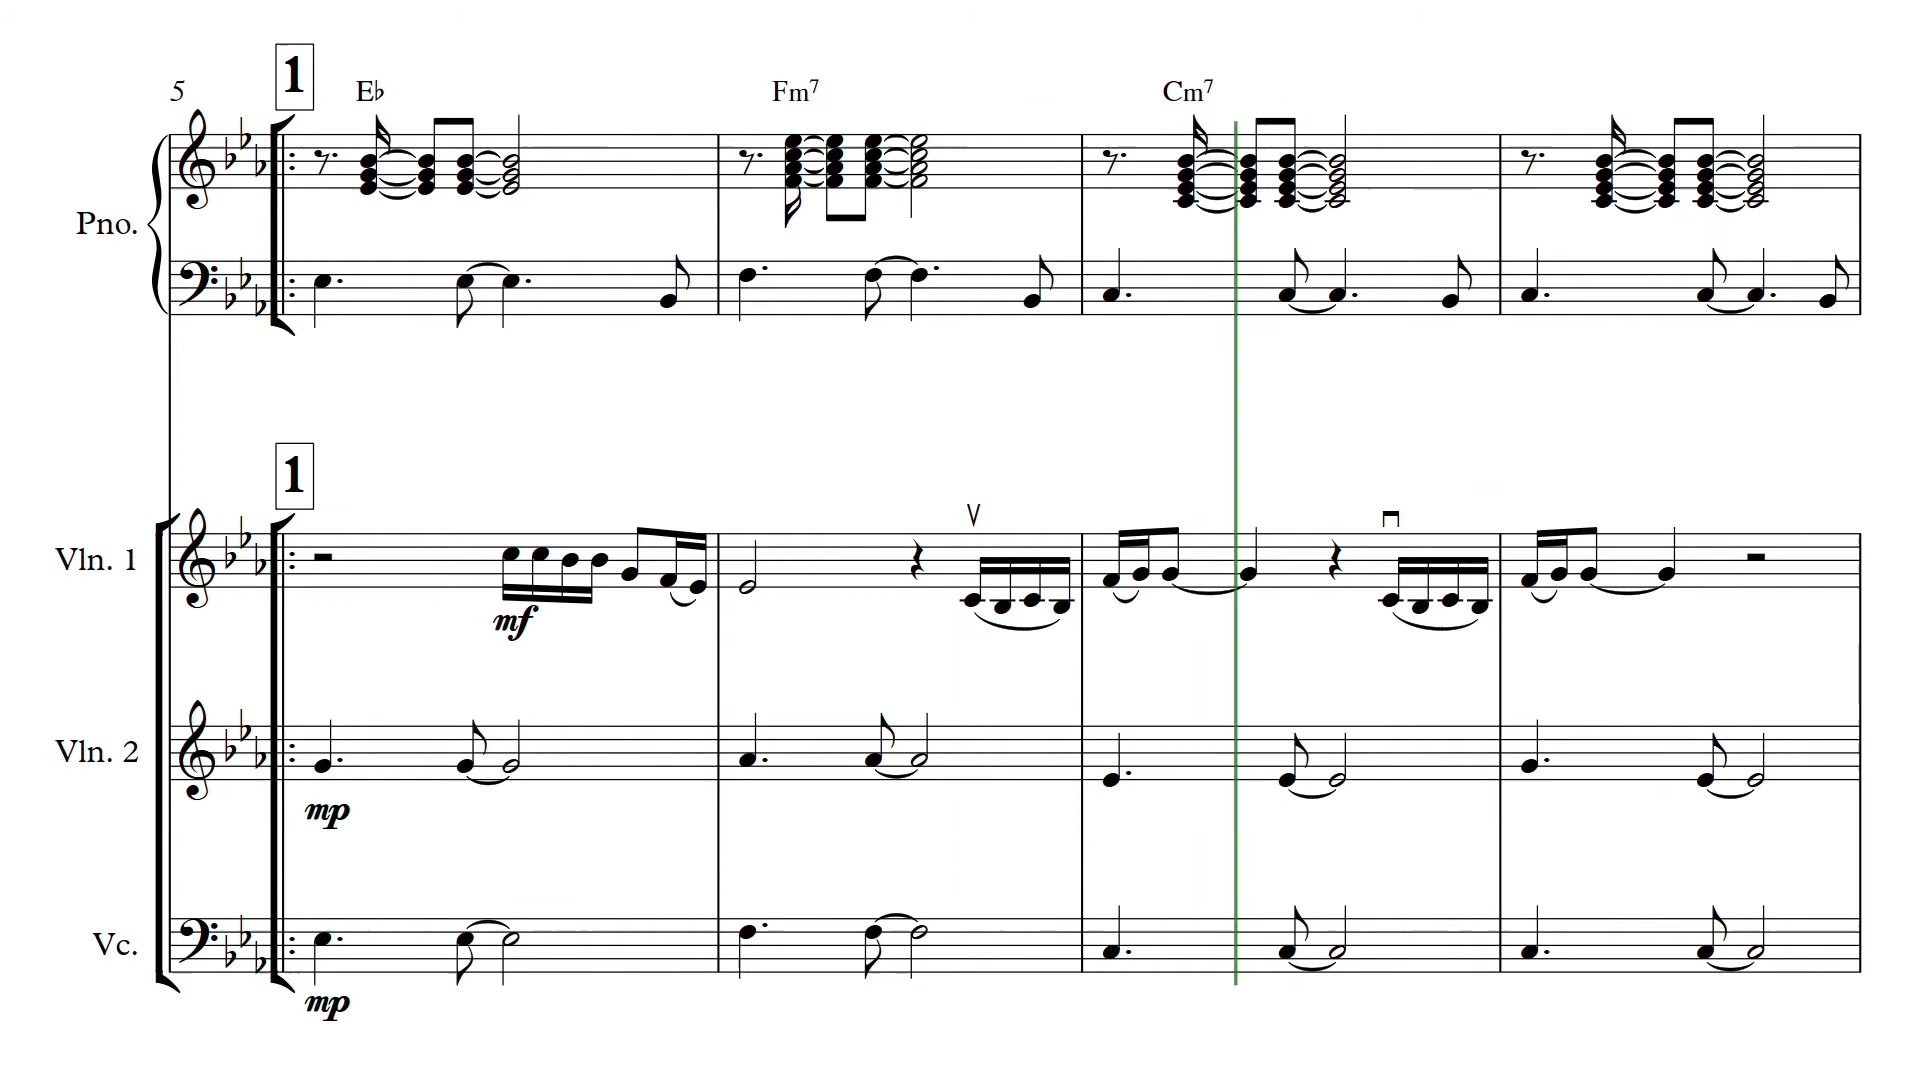 1
5 E♭ Fm7 Cm7
Pno.
1
Vln. 1
mf
Vln. 2
mp
Vc.
mp